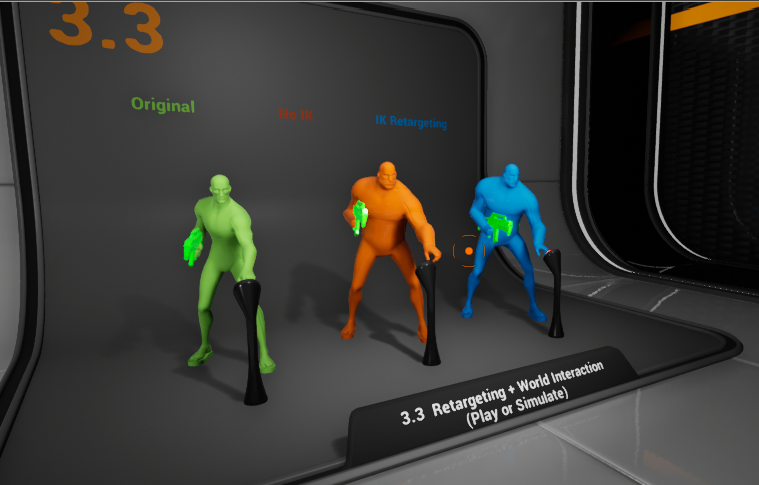 3.3
Original
No IK
IK Retargeting
3.3 Retargeting + World Interaction
(Play or Simulate)